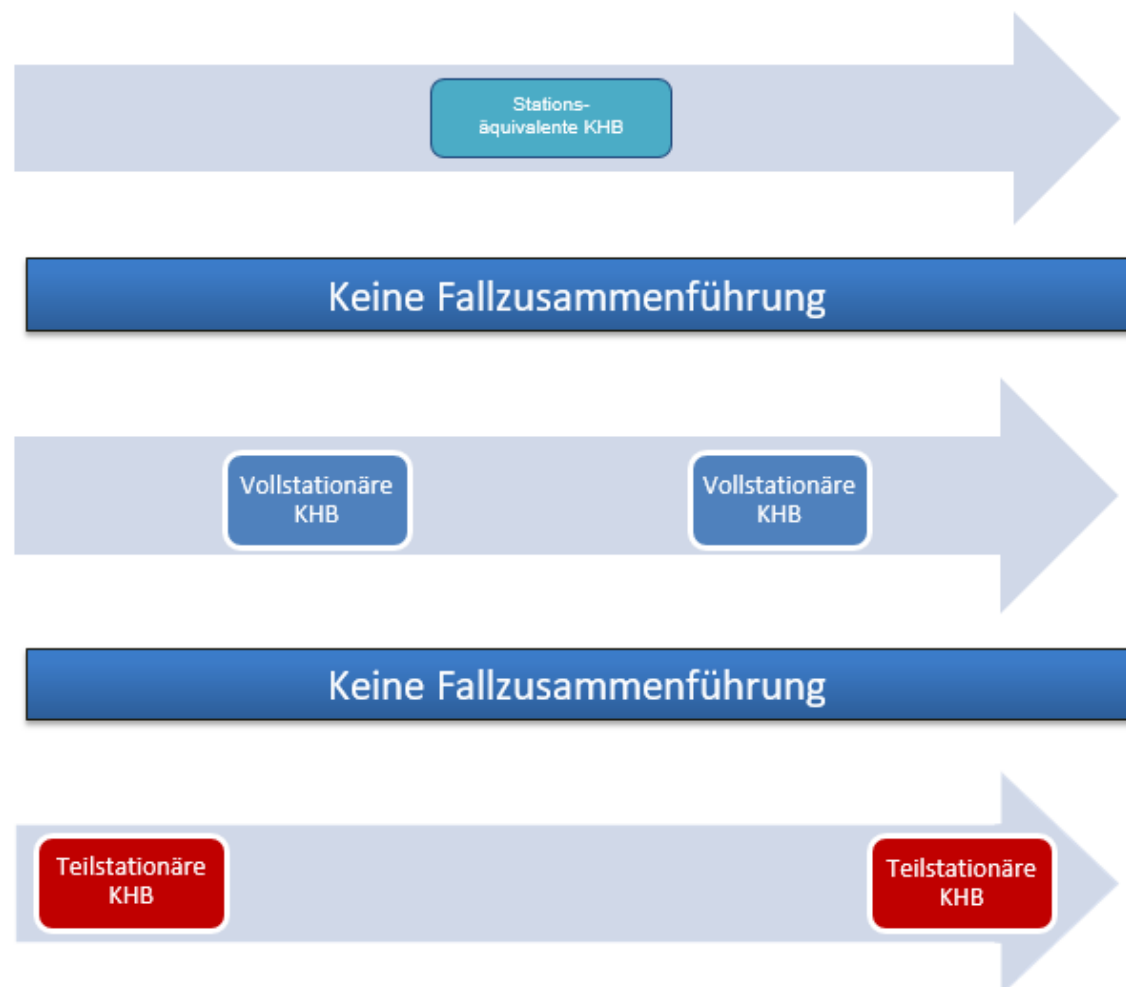 Stations-
äquivalente KHB
Keine Fallzusammenführung
Vollstationäre
KHB
Vollstationäre
KHB
Keine Fallzusammenführung
Teilstationäre
KHB
Teilstationäre
KHB